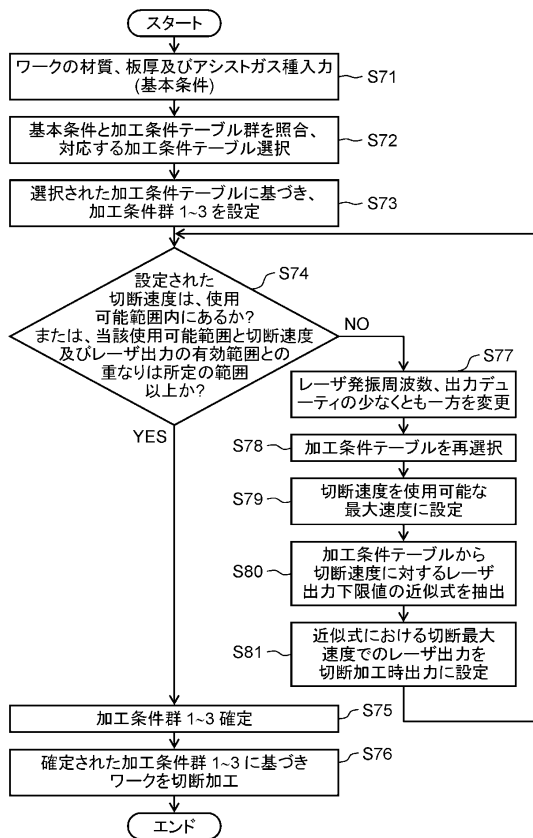 スタート
ワークの材質、板厚及びアシストガス種入力
(基本条件)
S71
基本条件と加工条件テーブル群を照合、
対応する加工条件テーブル選択
S72
選択された加工条件テーブルに基づき、
加工条件群 1~3 を設定
S73
S74
設定された
切断速度は、使用
可能範囲内にあるか?
または、当該使用可能範囲と切断速度
及びレーザ出力の有効範囲との
重なりは所定の範囲
以上か?
NO
YES
S77
レーザ発振周波数、出力デュ
ーティの少なくとも一方を変更
S78
加工条件テーブルを再選択
S79
切断速度を使用可能な
最大速度に設定
S80
加工条件テーブルから
切断速度に対するレーザ
出力下限値の近似式を抽出
S81
近似式における切断最大
速度でのレーザ出力を
切断加工時出力に設定
加工条件群 1~3 確定
S75
確定された加工条件群 1~3 に基づき
ワークを切断加工
S76
エンド